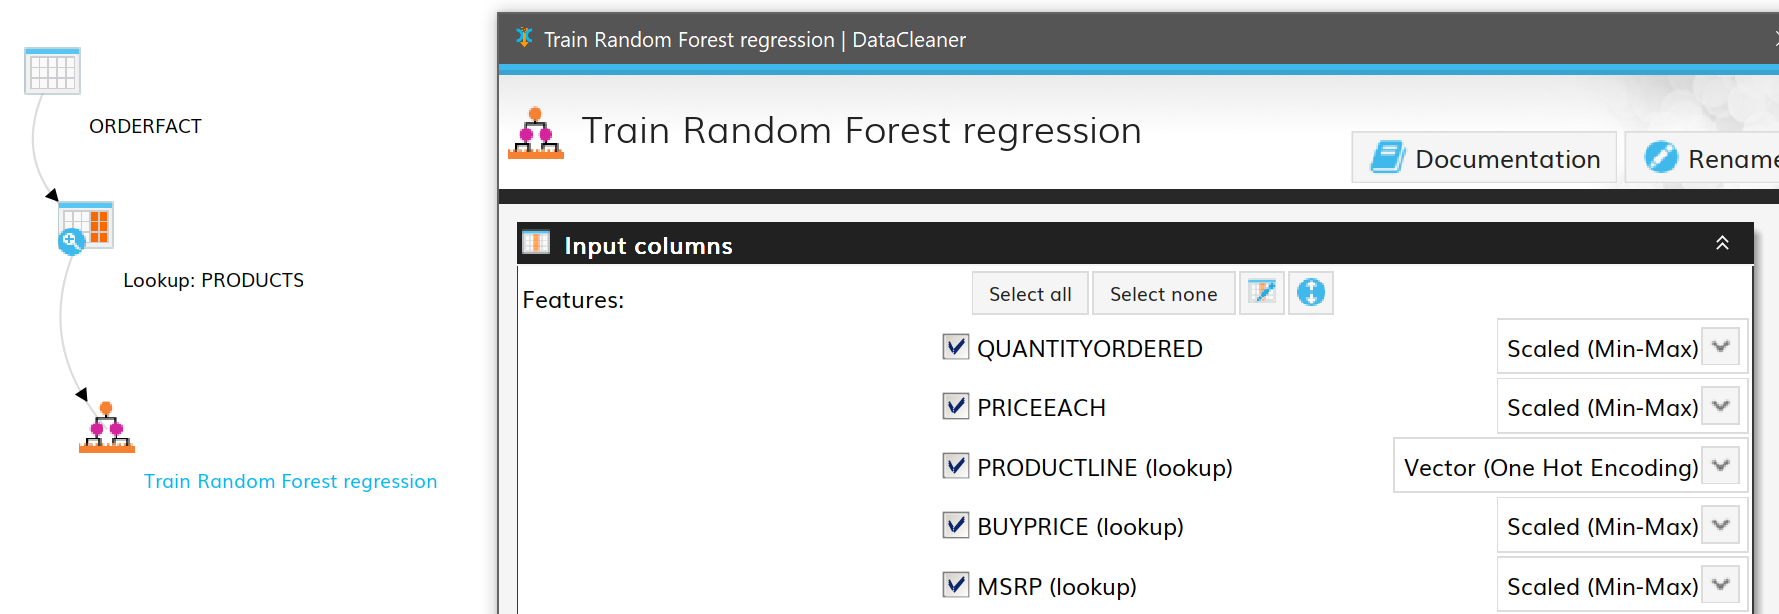 ORDERFACT
Lookup: PRODUCTS
Train Random Forest regression
Train Random Forest regression | DataCleaner
Train Random Forest regression
Documentation
Rename
Input columns
Features:
Select all
Select none
QUANTITYORDERED
Scaled (Min-Max)
PRICEEACH
Scaled (Min-Max)
PRODUCTLINE (lookup)
Vector (One Hot Encoding)
BUYPRICE (lookup)
Scaled (Min-Max)
MSRP (lookup)
Scaled (Min-Max)